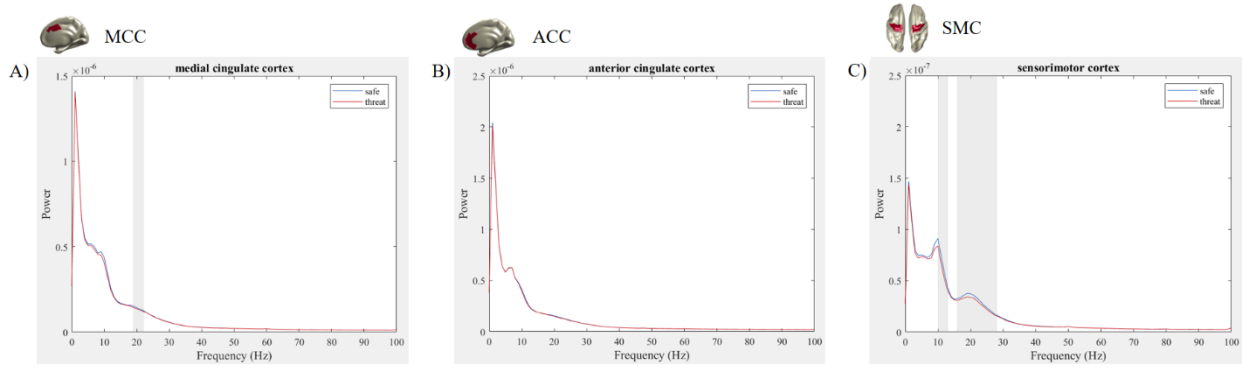 MCC
A)
medial cingulate cortex
×10⁻⁶
1.5
1
0.5
0
Power
safe
threat
0 10 20 30 40 50 60 70 80 90 100
Frequency (Hz)
ACC
B)
anterior cingulate cortex
×10⁻⁶
2.5
2
1.5
1
0.5
0
Power
safe
threat
0 10 20 30 40 50 60 70 80 90 100
Frequency (Hz)
SMC
C)
sensorimotor cortex
×10⁻⁷
2.5
2
1.5
1
0.5
0
Power
safe
threat
0 10 20 30 40 50 60 70 80 90 100
Frequency (Hz)